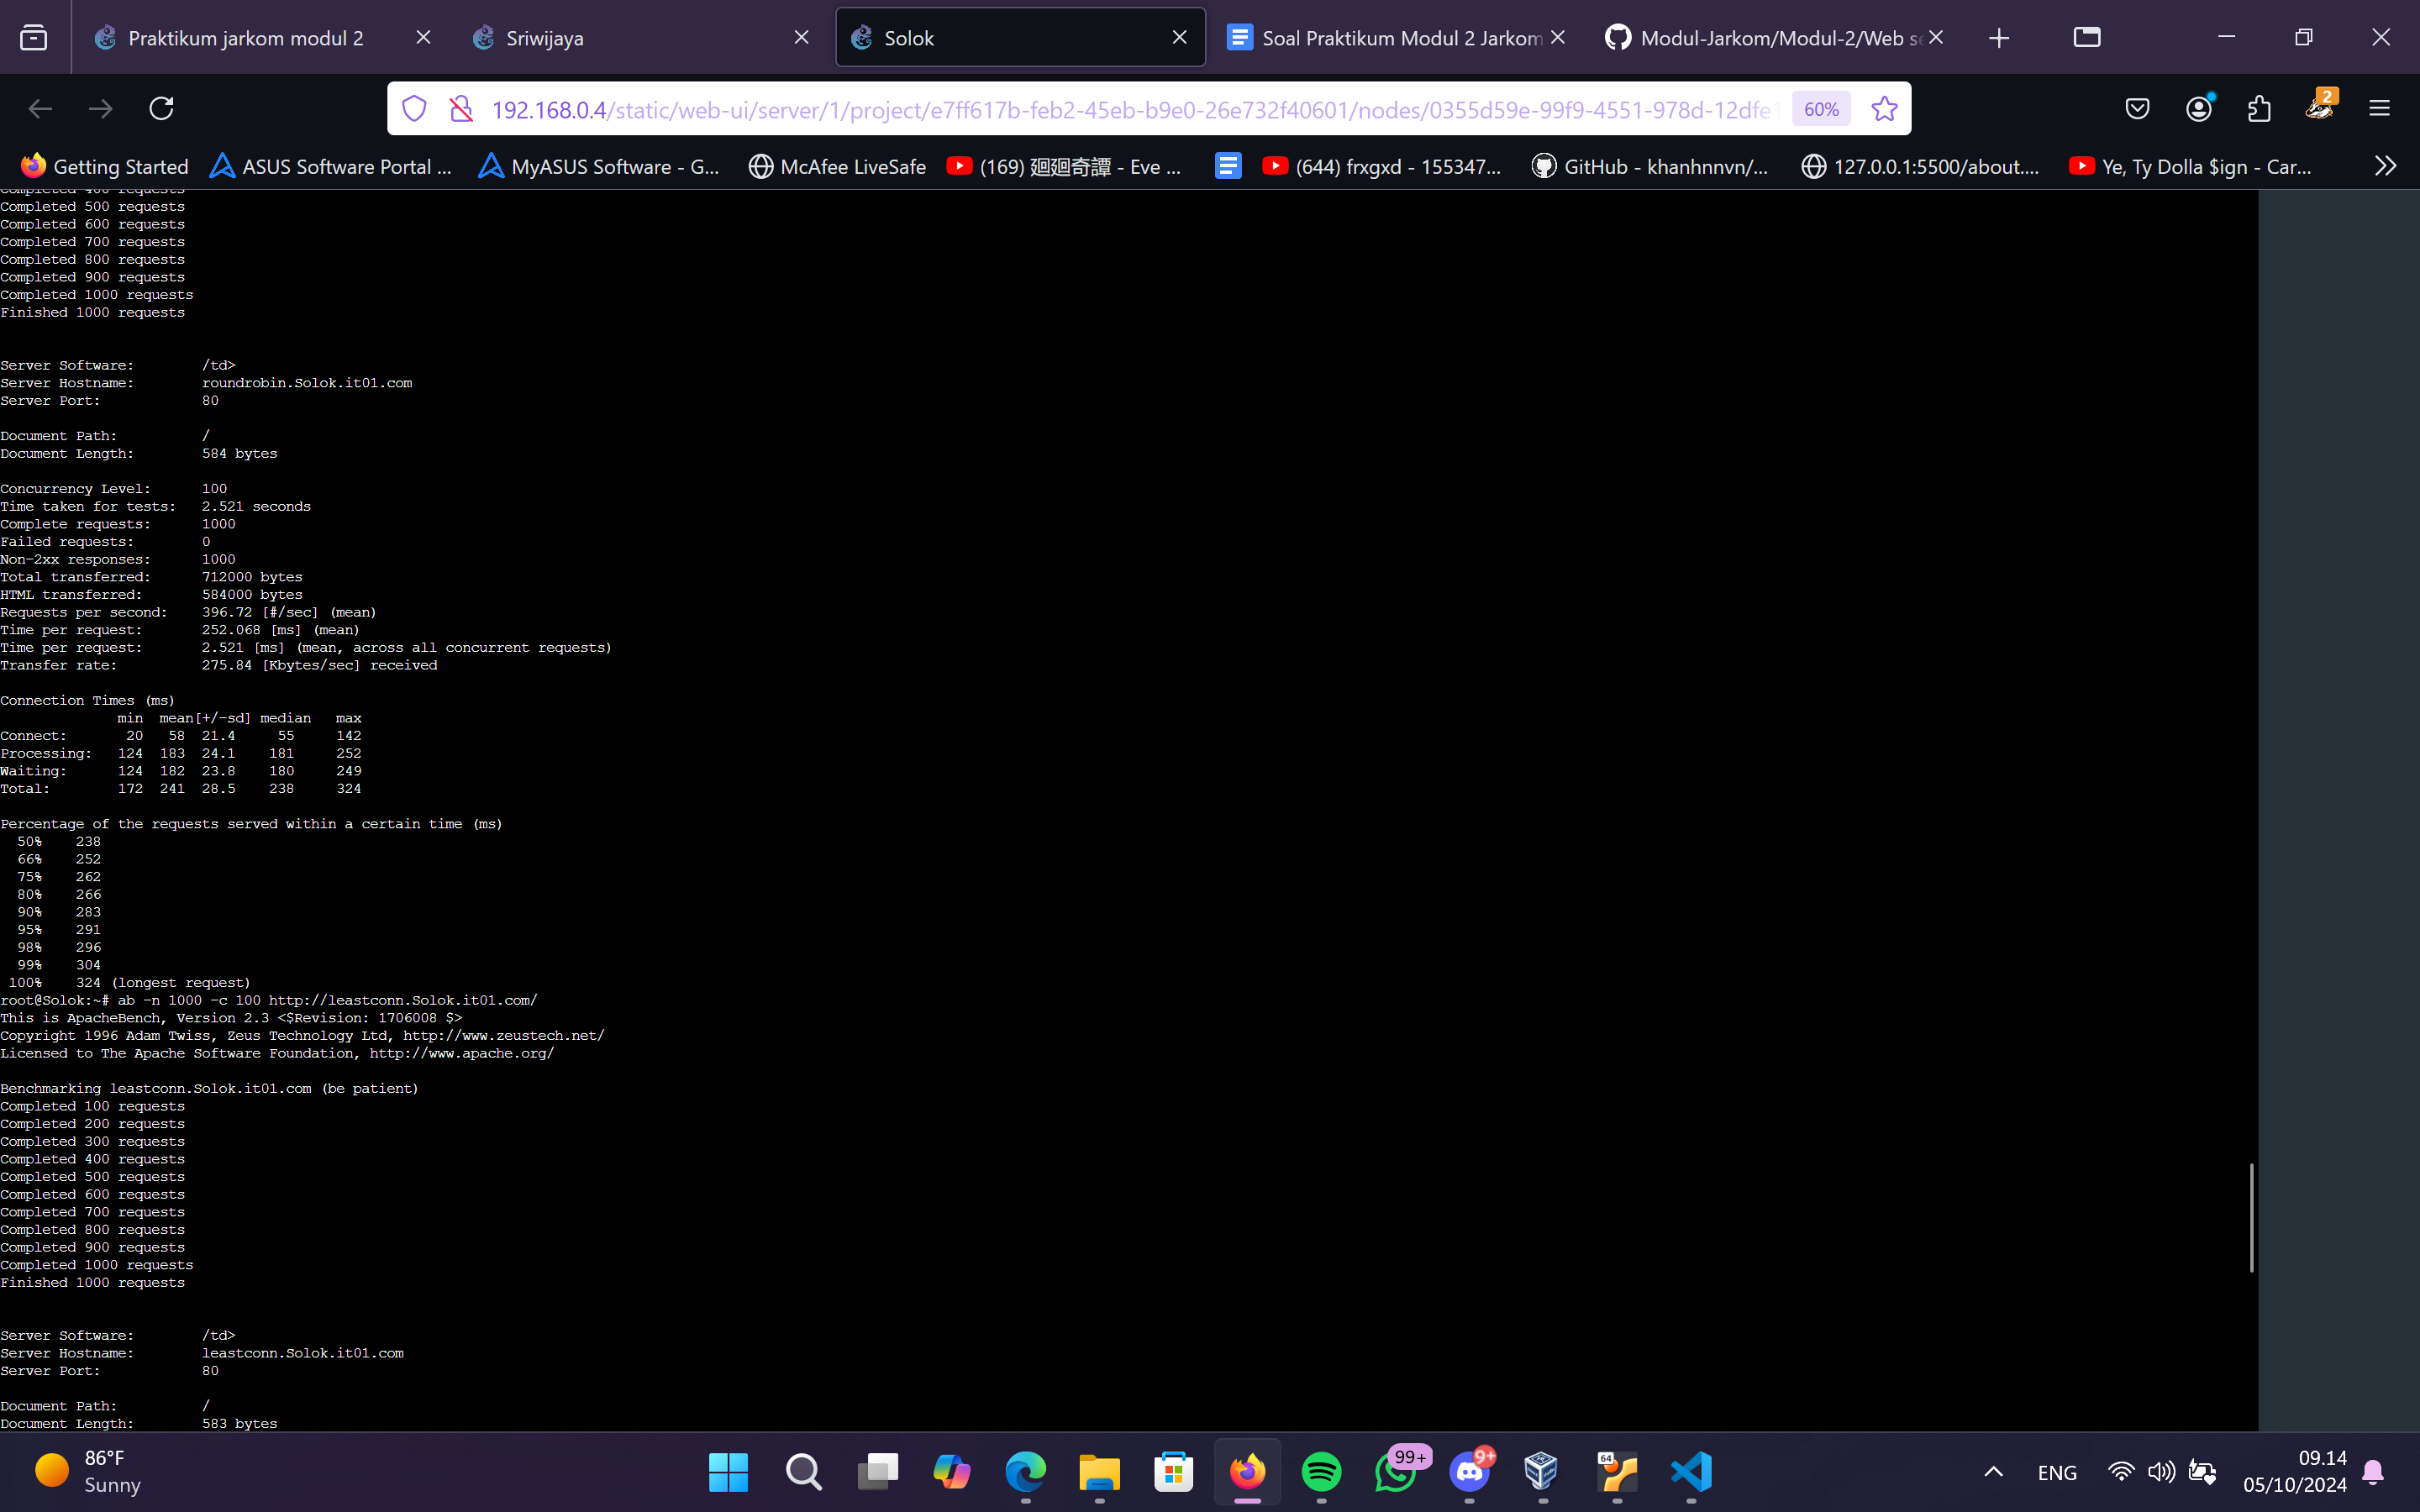 Praktikum jarkom modul 2
Sriwijaya
Solok
Soal Praktikum Modul 2 Jarkom
Modul-Jarkom/Modul-2/Web se
192.168.0.4/static/web-ui/server/1/project/e7ff617b-feb2-45eb-b9e0-26e732f40601/nodes/0355d59e-99f9-4551-978d-12dfe1
60%
2
Getting Started
ASUS Software Portal ...
MyASUS Software - G...
McAfee LiveSafe
(169) 廻廻奇譚 - Eve ...
(644) frxgxd - 155347...
GitHub - khanhnnvn/...
127.0.0.1:5500/about....
Ye, Ty Dolla $ign - Car...
Completed 400 requests
Completed 500 requests
Completed 600 requests
Completed 700 requests
Completed 800 requests
Completed 900 requests
Completed 1000 requests
Finished 1000 requests
Server Software: /td>
Server Hostname: roundrobin.Solok.it01.com
Server Port: 80
Document Path: /
Document Length: 584 bytes
Concurrency Level: 100
Time taken for tests: 2.521 seconds
Complete requests: 1000
Failed requests: 0
Non-2xx responses: 1000
Total transferred: 712000 bytes
HTML transferred: 584000 bytes
Requests per second: 396.72 [#/sec] (mean)
Time per request: 252.068 [ms] (mean)
Time per request: 2.521 [ms] (mean, across all concurrent requests)
Transfer rate: 275.84 [Kbytes/sec] received
Connection Times (ms)
min mean[+/-sd] median max
Connect: 20 58 21.4 55 142
Processing: 124 183 24.1 181 252
Waiting: 124 182 23.8 180 249
Total: 172 241 28.5 238 324
Percentage of the requests served within a certain time (ms)
50% 238
66% 252
75% 262
80% 266
90% 283
95% 291
98% 296
99% 304
100% 324 (longest request)
root@Solok:~# ab -n 1000 -c 100 http://leastconn.Solok.it01.com/
This is ApacheBench, Version 2.3 <$Revision: 1706008 $>
Copyright 1996 Adam Twiss, Zeus Technology Ltd, http://www.zeustech.net/
Licensed to The Apache Software Foundation, http://www.apache.org/
Benchmarking leastconn.Solok.it01.com (be patient)
Completed 100 requests
Completed 200 requests
Completed 300 requests
Completed 400 requests
Completed 500 requests
Completed 600 requests
Completed 700 requests
Completed 800 requests
Completed 900 requests
Completed 1000 requests
Finished 1000 requests
Server Software: /td>
Server Hostname: leastconn.Solok.it01.com
Server Port: 80
Document Path: /
Document Length: 583 bytes
86°F
Sunny
99+
9+
64
ENG
09.14
05/10/2024